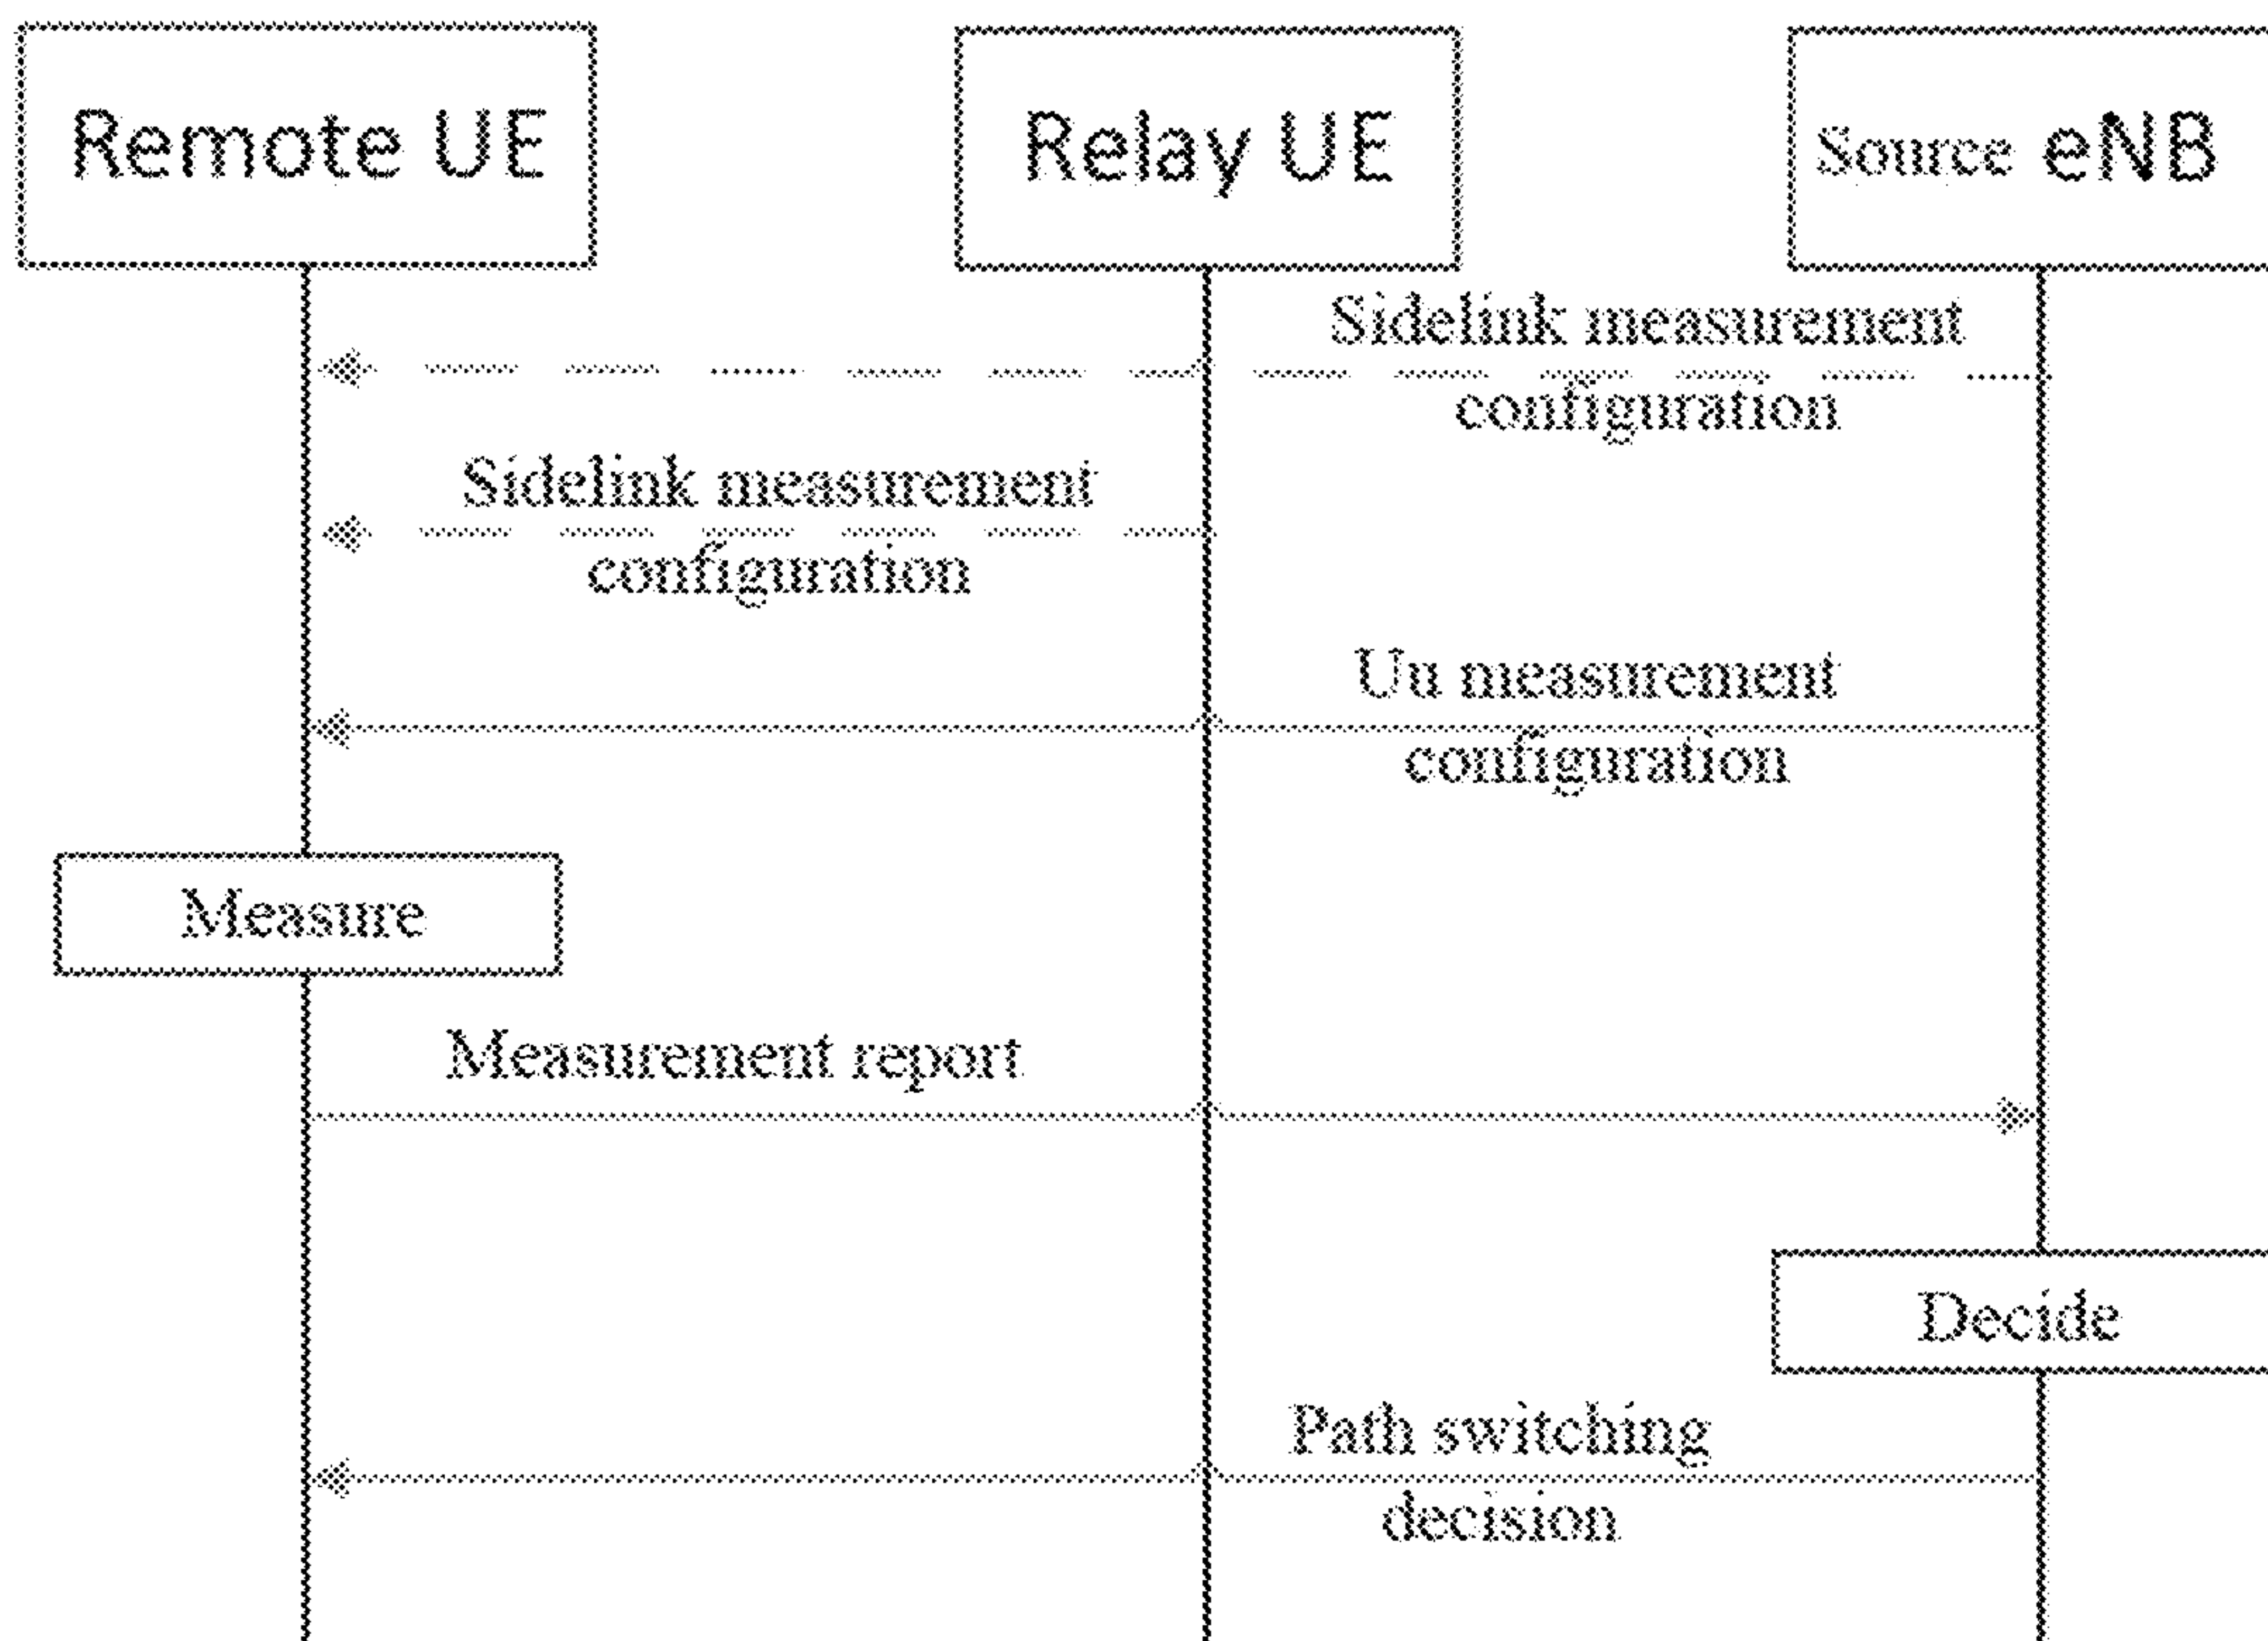 Remote UE
Relay UE
Source eNB
Sidelink measurement
configuration
Sidelink measurement
configuration
Uu measurement
configuration
Measure
Measurement report
Decide
Path switching
decision